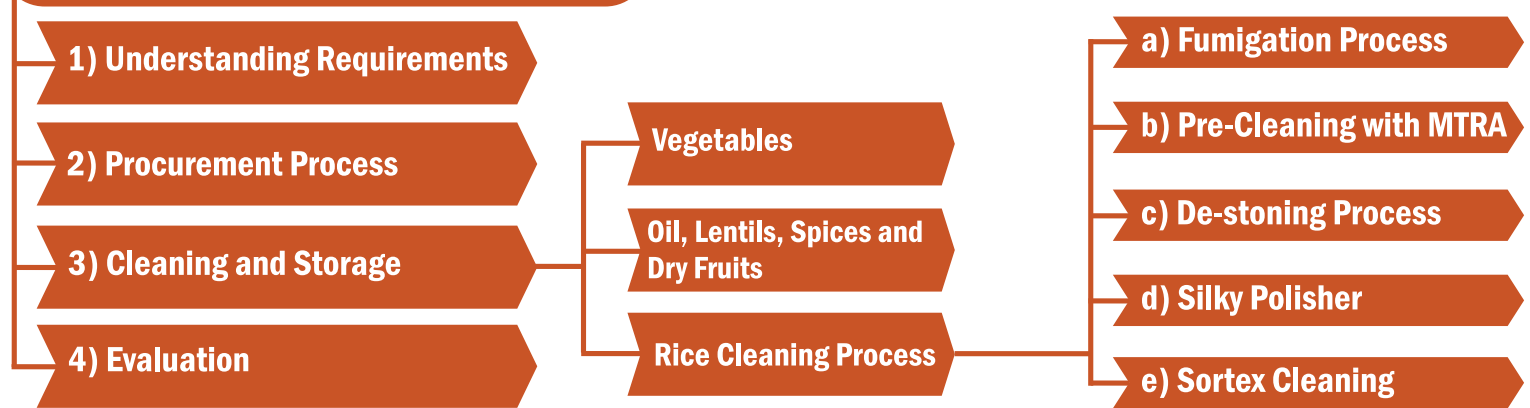 1) Understanding Requirements
2) Procurement Process
3) Cleaning and Storage
4) Evaluation
Vegetables
Oil, Lentils, Spices and
Dry Fruits
Rice Cleaning Process
a) Fumigation Process
b) Pre-Cleaning with MTRA
c) De-stoning Process
d) Silky Polisher
e) Sortex Cleaning